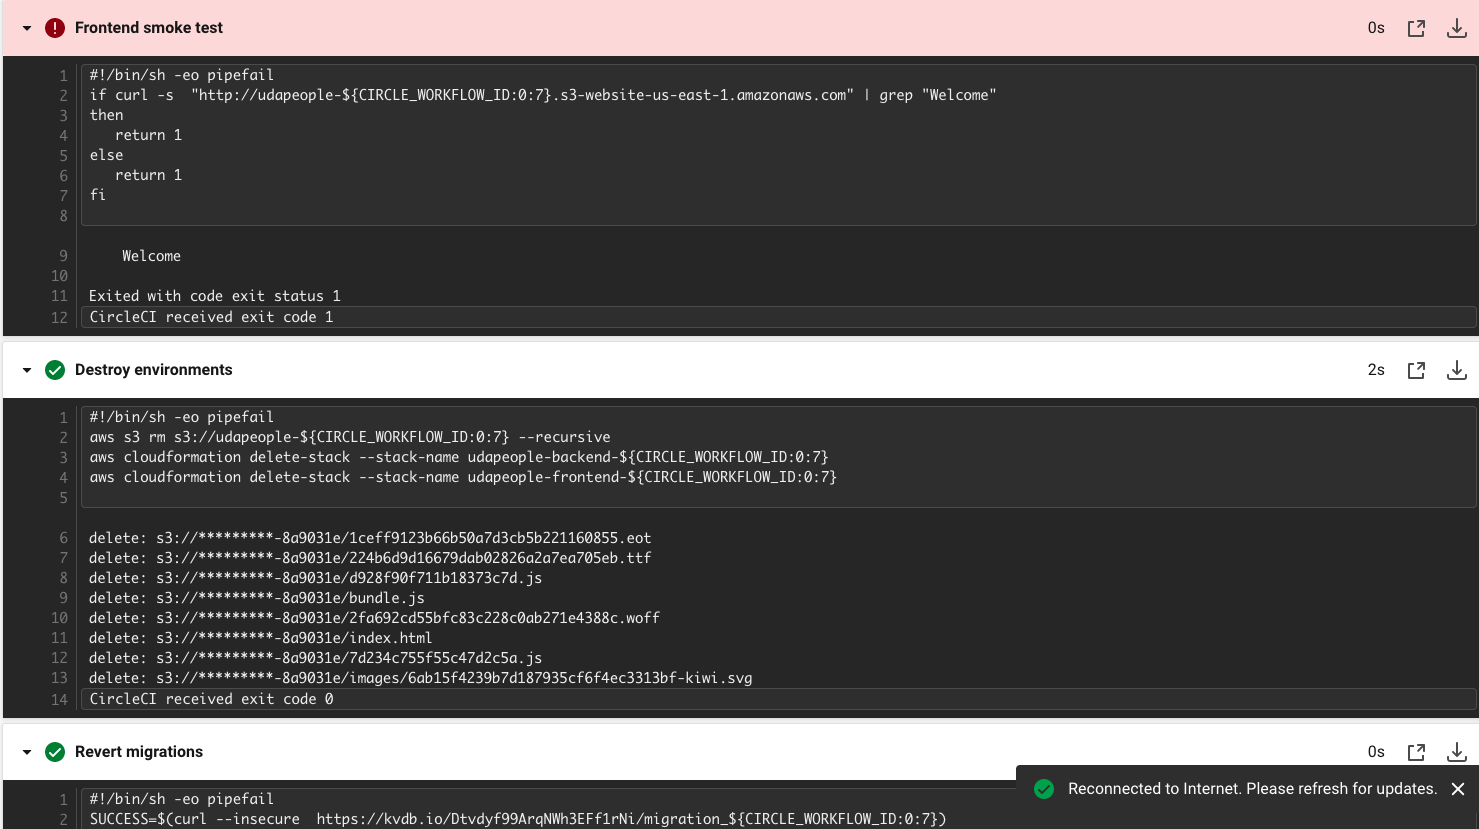 Frontend smoke test
0s
1 #!/bin/sh -eo pipefail
2 if curl -s  "http://udapeople-${CIRCLE_WORKFLOW_ID:0:7}.s3-website-us-east-1.amazonaws.com" | grep "Welcome"
3 then
4    return 1
5 else
6    return 1
7 fi
8
9     Welcome
10
11 Exited with code exit status 1
12 CircleCI received exit code 1
Destroy environments
2s
1 #!/bin/sh -eo pipefail
2 aws s3 rm s3://udapeople-${CIRCLE_WORKFLOW_ID:0:7} --recursive
3 aws cloudformation delete-stack --stack-name udapeople-backend-${CIRCLE_WORKFLOW_ID:0:7}
4 aws cloudformation delete-stack --stack-name udapeople-frontend-${CIRCLE_WORKFLOW_ID:0:7}
5
6 delete: s3://*********-8a9031e/1ceff9123b66b50a7d3cb5b221160855.eot
7 delete: s3://*********-8a9031e/224b6d9d16679dab02826a2a7ea705eb.ttf
8 delete: s3://*********-8a9031e/d928f90f711b18373c7d.js
9 delete: s3://*********-8a9031e/bundle.js
10 delete: s3://*********-8a9031e/2fa692cd55bfc83c228c0ab271e4388c.woff
11 delete: s3://*********-8a9031e/index.html
12 delete: s3://*********-8a9031e/7d234c755f55c47d2c5a.js
13 delete: s3://*********-8a9031e/images/6ab15f4239b7d187935cf6f4ec3313bf-kiwi.svg
14 CircleCI received exit code 0
Revert migrations
0s
Reconnected to Internet. Please refresh for updates.
1 #!/bin/sh -eo pipefail
2 SUCCESS=$(curl --insecure  https://kvdb.io/Dtvdyf99ArqNWh3EFf1rNi/migration_${CIRCLE_WORKFLOW_ID:0:7})